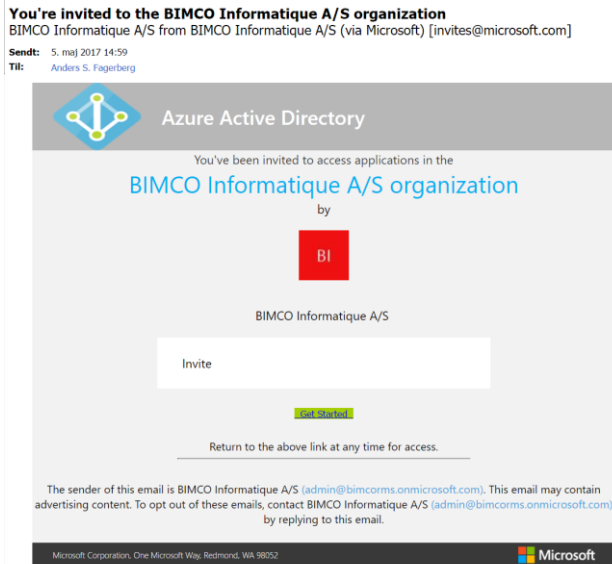 You're invited to the BIMCO Informatique A/S organization
BIMCO Informatique A/S from BIMCO Informatique A/S (via Microsoft) [invites@microsoft.com]
Sendt: 5. maj 2017 14:59
Til: Anders S. Fagerberg
Azure Active Directory
You've been invited to access applications in the
BIMCO Informatique A/S organization
by
BI
BIMCO Informatique A/S
Invite
Get Started
Return to the above link at any time for access.
The sender of this email is BIMCO Informatique A/S (admin@bimcorms.onmicrosoft.com). This email may contain
advertising content. To opt out of these emails, contact BIMCO Informatique A/S (admin@bimcorms.onmicrosoft.com)
by replying to this email.
Microsoft Corporation, One Microsoft Way, Redmond, WA 98052
Microsoft